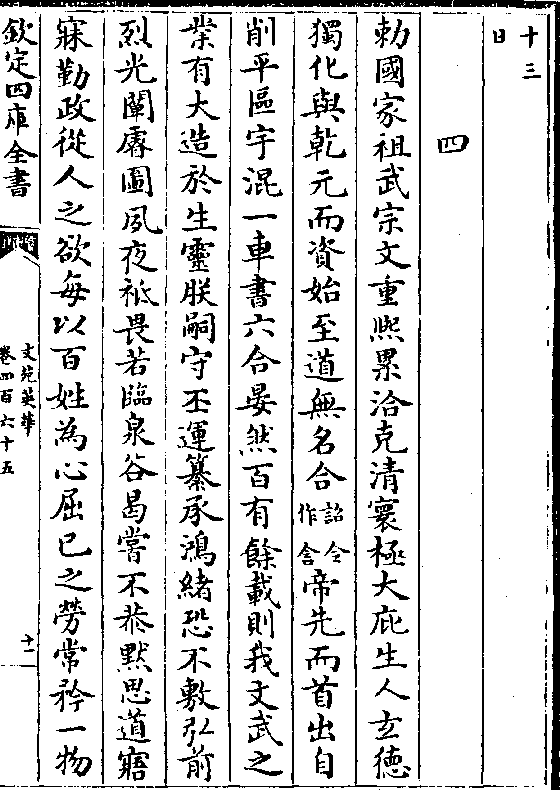 十三
日
四
勅國家祖武宗文重熈累洽克清寰極大庇生人玄德
獨化與乾元而資始至道無名合詔令作含帝先而首出自
削平區宇混一車書六合晏然百有餘載則我文武之
業有大造於生靈朕嗣守丕運纂承鴻緒恐不敷弘前
烈光闡睿圖夙夜祗畏若臨泉谷曷嘗不恭默思道寤
寐勤政從人之欲每以百姓為心屈已之勞常矜一物
欽定四庫全書
文苑英華
卷四百六十五
十一